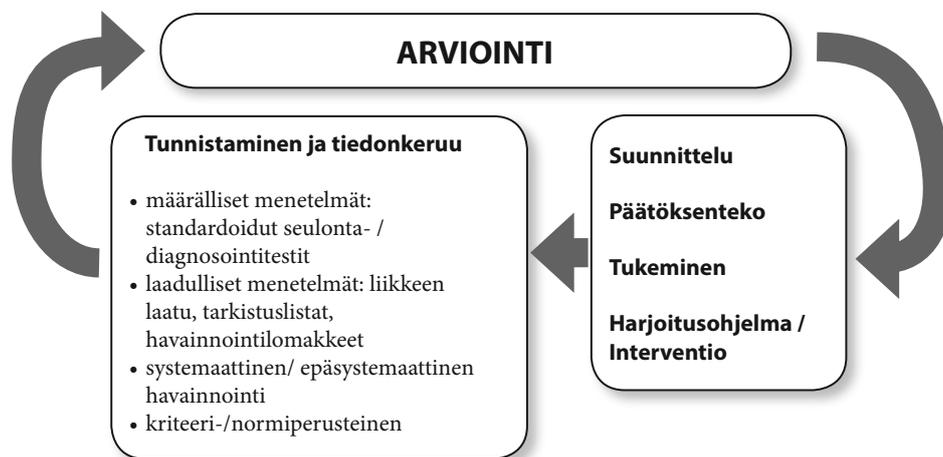 ARVIOINTI
Tunnistaminen ja tiedonkeruu
• määrälliset menetelmät:
standardoidut seulonta- /
diagnosointitestit
• laadulliset menetelmät: liikkeen
laatu, tarkistuslistat,
havainnointilomakkeet
• systemaattinen/ epäsystemaattinen
havainnointi
• kriteeri-/normiperusteinen
Suunnittelu
Päätöksenteko
Tukeminen
Harjoitusohjelma /
Interventio